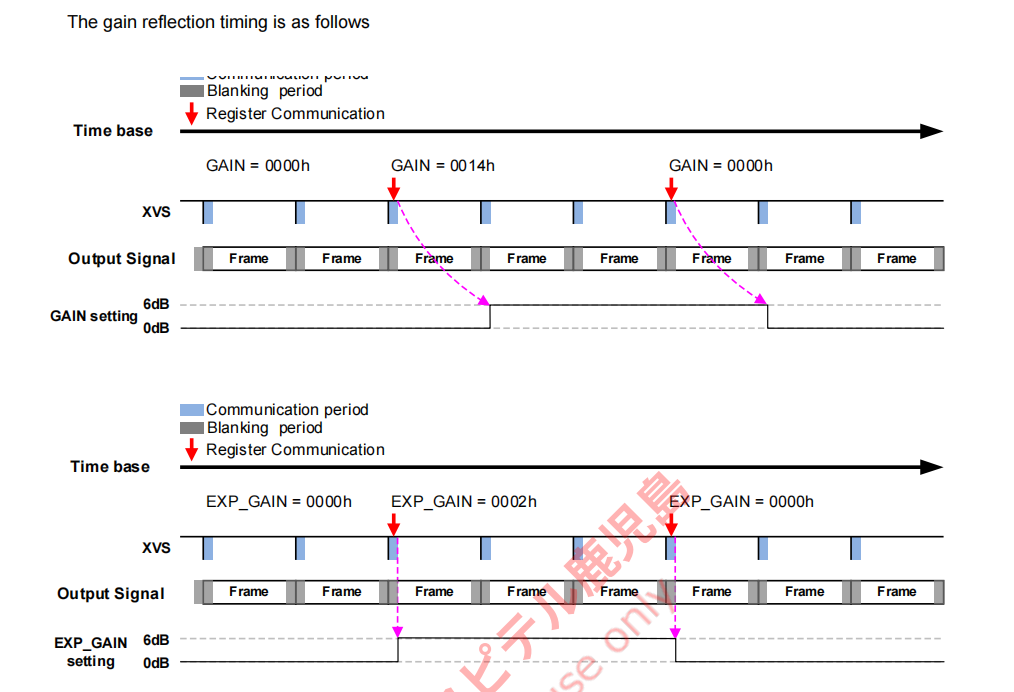 The gain reflection timing is as follows
Communication period
Blanking period
Register Communication
Time base
GAIN = 0000h GAIN = 0014h GAIN = 0000h
XVS
Output Signal Frame Frame Frame Frame Frame Frame Frame Frame
6dB
GAIN setting
0dB
Communication period
Blanking period
Register Communication
Time base
EXP_GAIN = 0000h EXP_GAIN = 0002h EXP_GAIN = 0000h
XVS
Output Signal Frame Frame Frame Frame Frame Frame Frame Frame
EXP_GAIN setting
6dB
0dB
ピテル鹿児島
use only